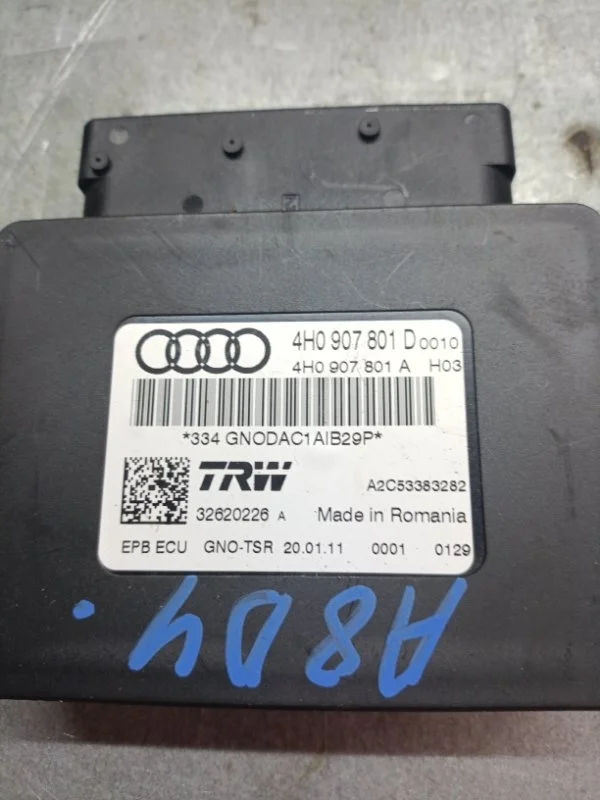 4H0 907 801 D 0010
4H0 907 801 A H03
*334 GNODAC1AIB29P*
TRW A2C53383282
32620226 A Made in Romania
EPB ECU GNO-TSR 20.01.11 0001 0129
A8D4.